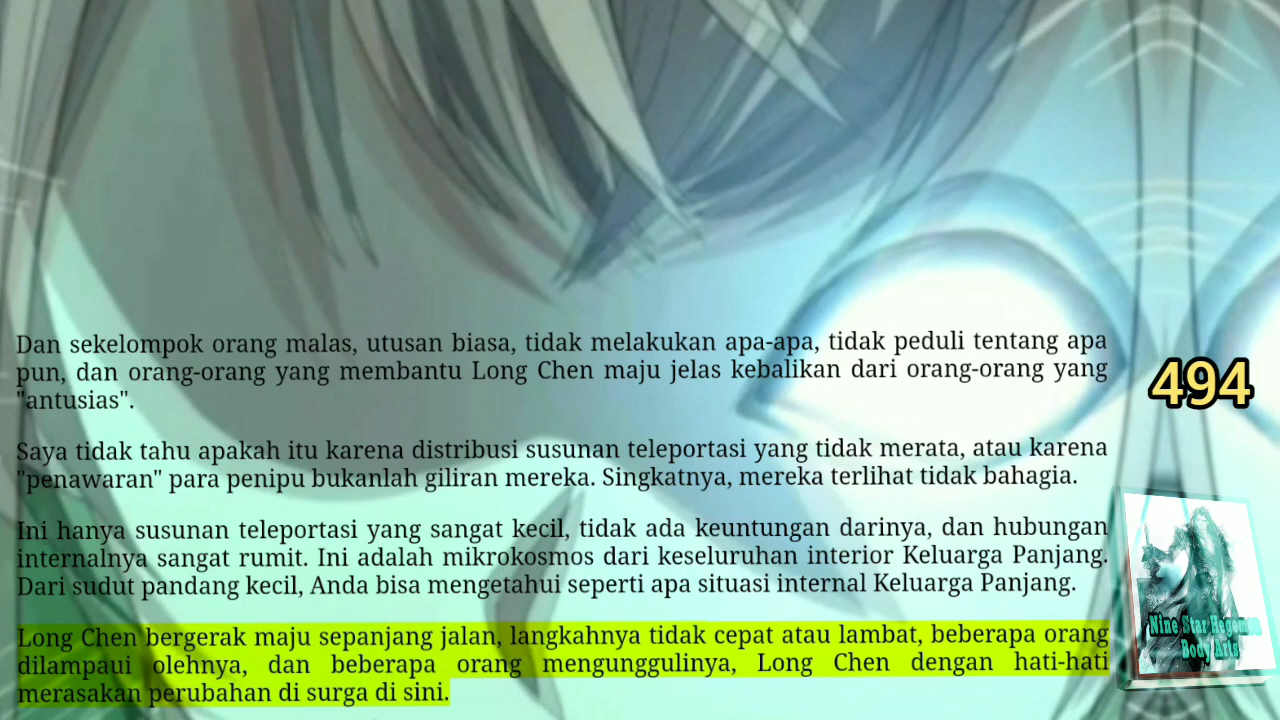 Dan sekelompok orang malas, utusan biasa, tidak melakukan apa-apa, tidak peduli tentang apa
pun, dan orang-orang yang membantu Long Chen maju jelas kebalikan dari orang-orang yang
"antusias".
Saya tidak tahu apakah itu karena distribusi susunan teleportasi yang tidak merata, atau karena
"penawaran" para penipu bukanlah giliran mereka. Singkatnya, mereka terlihat tidak bahagia.
Ini hanya susunan teleportasi yang sangat kecil, tidak ada keuntungan darinya, dan hubungan
internalnya sangat rumit. Ini adalah mikrokosmos dari keseluruhan interior Keluarga Panjang.
Dari sudut pandang kecil, Anda bisa mengetahui seperti apa situasi internal Keluarga Panjang.
Long Chen bergerak maju sepanjang jalan, langkahnya tidak cepat atau lambat, beberapa orang
dilampaui olehnya, dan beberapa orang mengunggulinya, Long Chen dengan hati-hati
merasakan perubahan di surga di sini.
494
Nine Star Hegemon
Body Arts